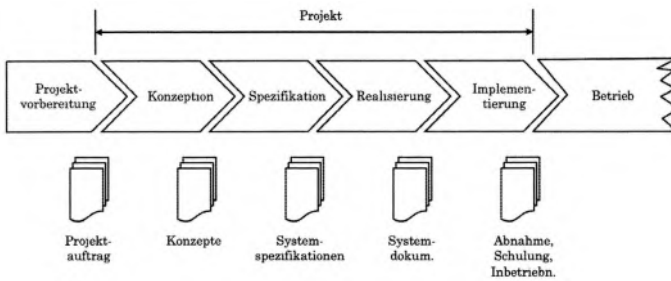 Projekt
Projekt-
vorbereitung
Konzeption
Spezifikation
Realisierung
Implemen-
tierung
Betrieb
Projekt-
auftrag
Konzepte
System-
spezifikationen
System-
dokum.
Abnahme,
Schulung,
Inbetriebn.